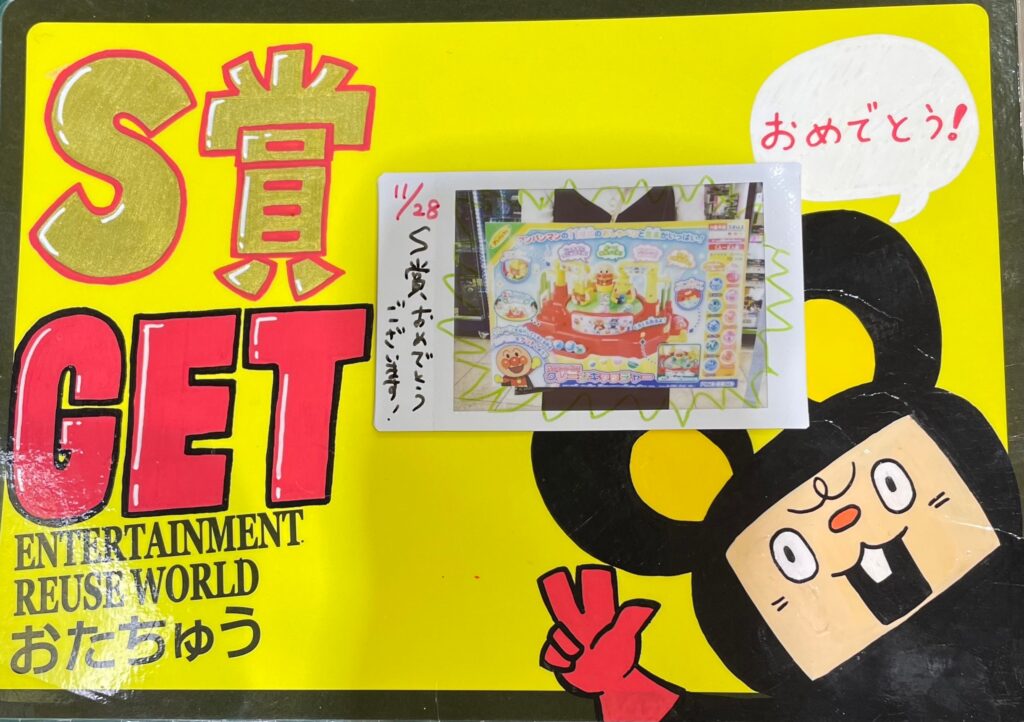 S賞
GET
ENTERTAINMENT
REUSE WORLD
おたちゅう
おめでとう!
11/28
S賞おめでとう
ございます!
アンパンマンの